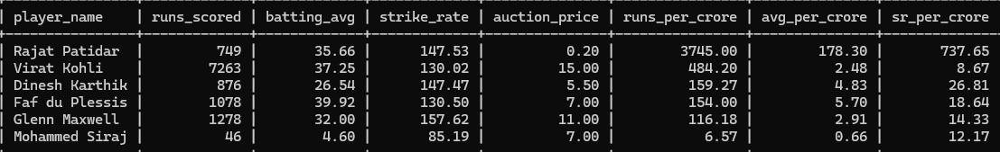 | player_name | runs_scored | batting_avg | strike_rate | auction_price | runs_per_crore | avg_per_crore | sr_per_crore |
| Rajat Patidar | 749 | 35.66 | 147.53 | 0.20 | 3745.00 | 178.30 | 737.65 |
| Virat Kohli | 7263 | 37.25 | 130.02 | 15.00 | 484.20 | 2.48 | 8.67 |
| Dinesh Karthik | 876 | 26.54 | 147.47 | 5.50 | 159.27 | 4.83 | 26.81 |
| Faf du Plessis | 1078 | 39.92 | 130.50 | 7.00 | 154.00 | 5.70 | 18.64 |
| Glenn Maxwell | 1278 | 32.00 | 157.62 | 11.00 | 116.18 | 2.91 | 14.33 |
| Mohammed Siraj | 46 | 4.60 | 85.19 | 7.00 | 6.57 | 0.66 | 12.17 |